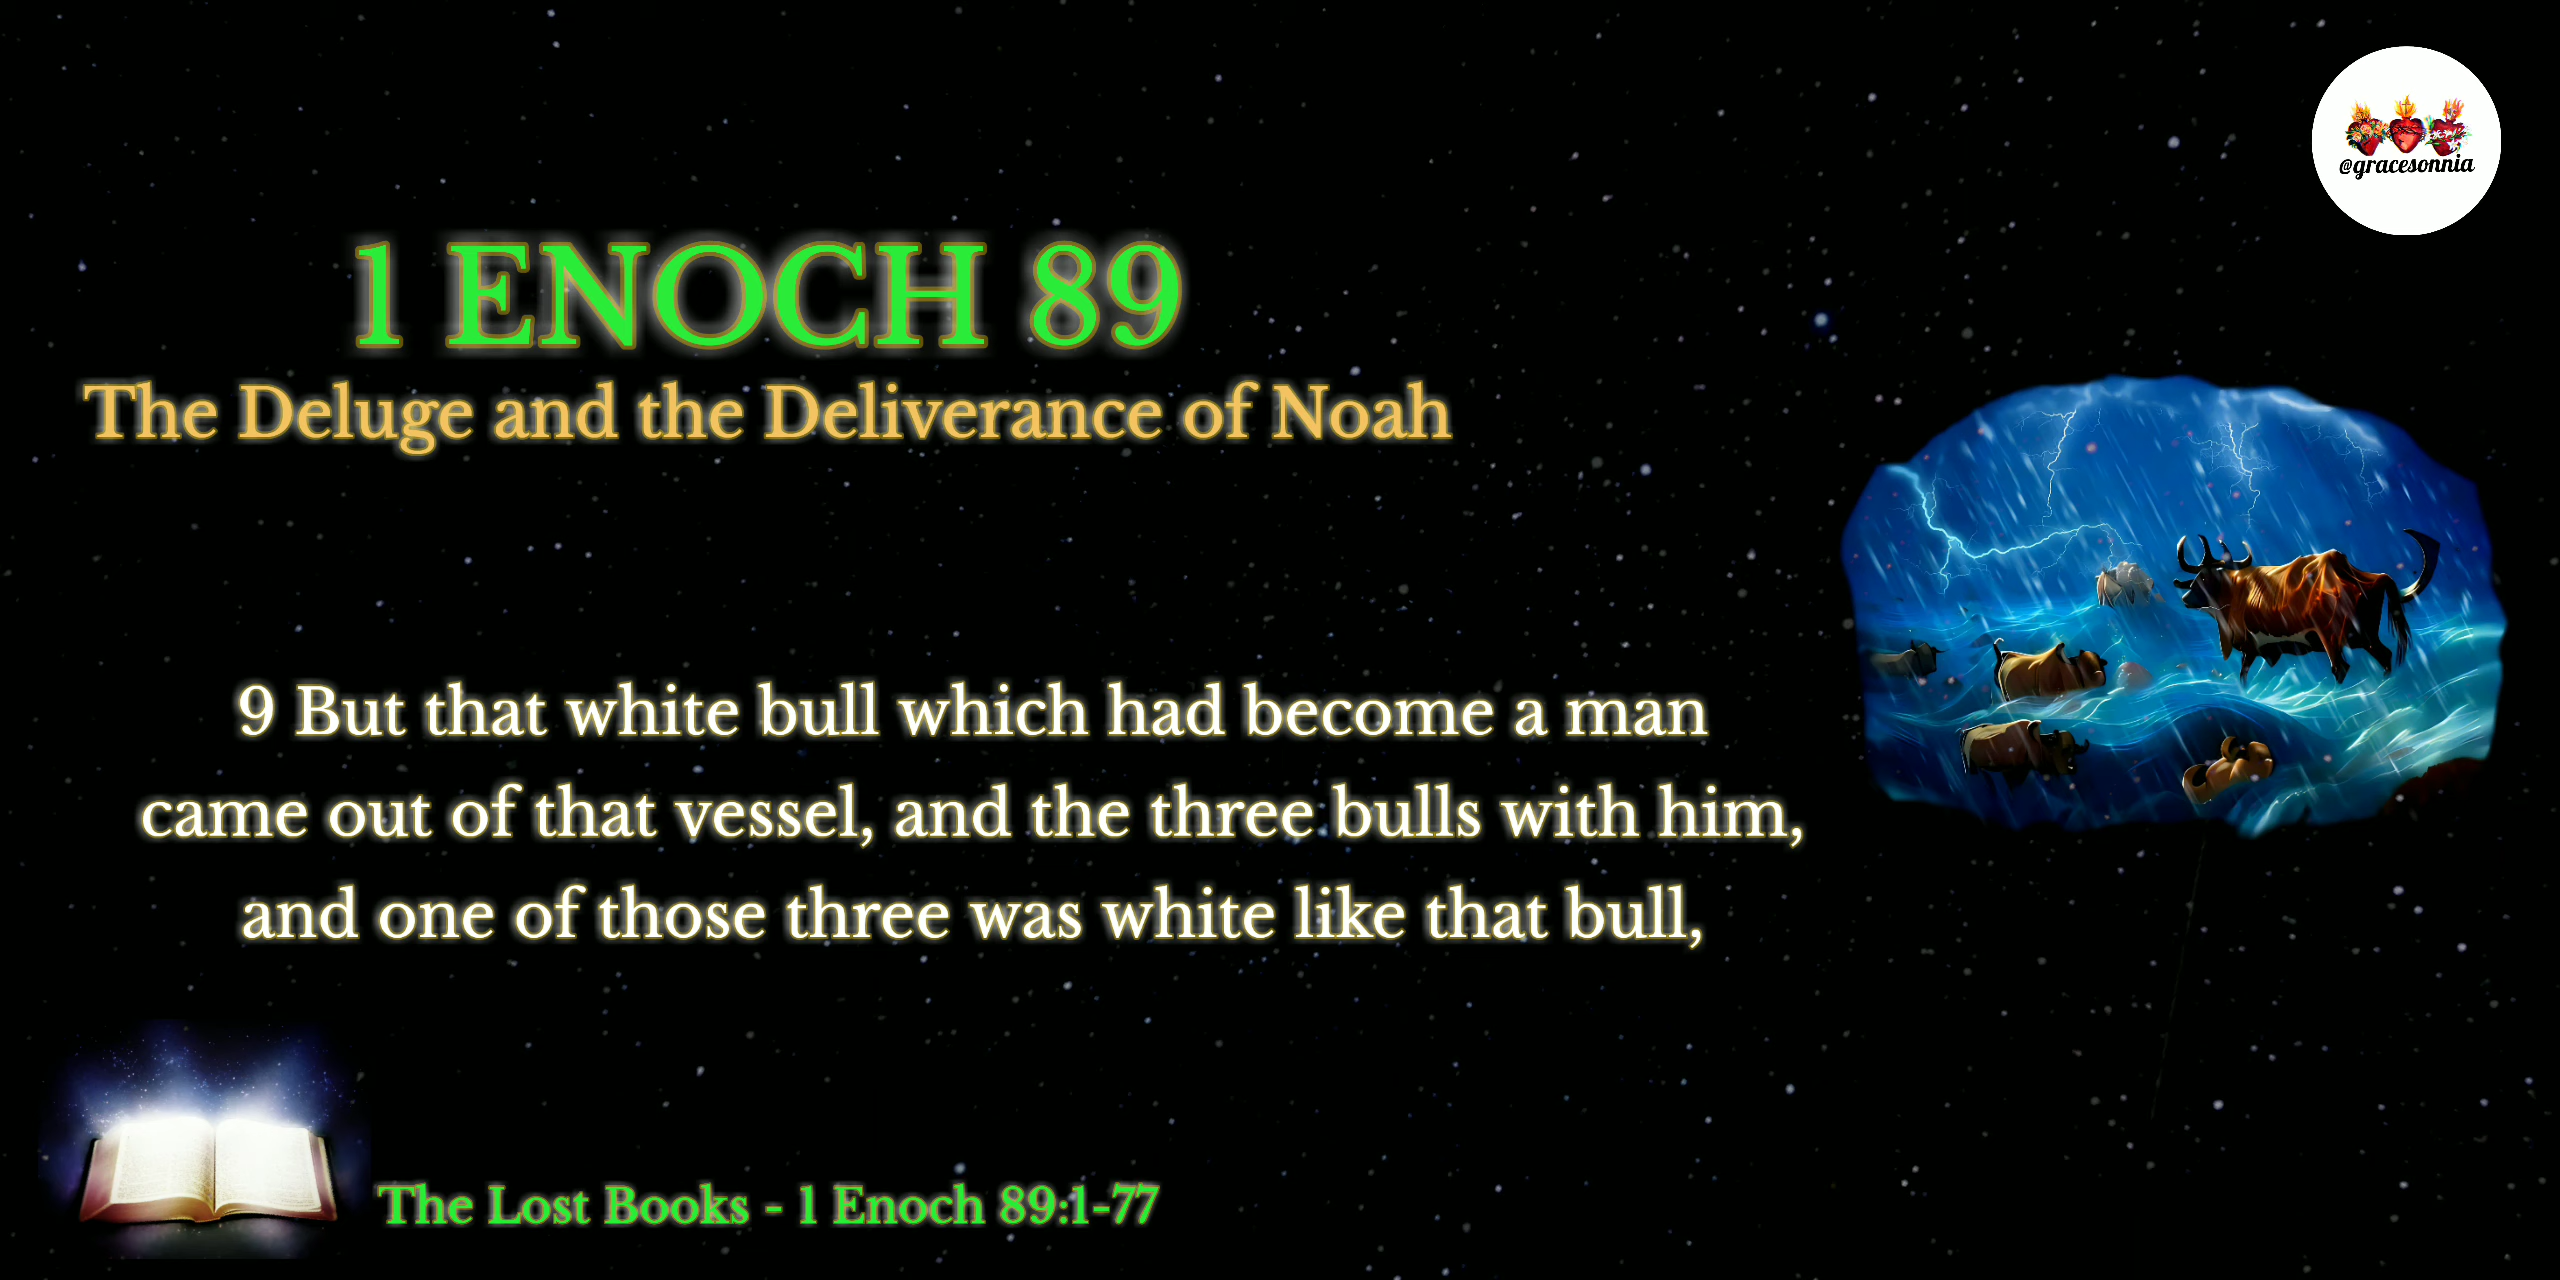 @gracesonnia
1 ENOCH 89
The Deluge and the Deliverance of Noah
9 But that white bull which had become a man
came out of that vessel, and the three bulls with him,
and one of those three was white like that bull,
The Lost Books - 1 Enoch 89:1-77